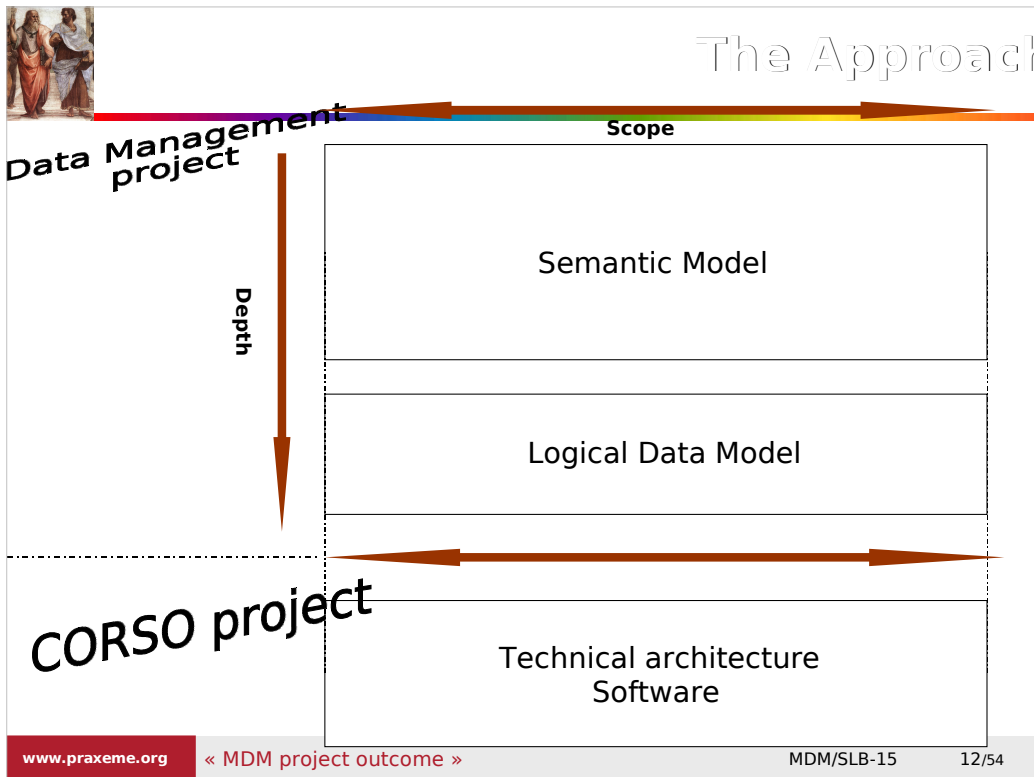 The Approach
Data Management
project
Scope
Semantic Model
Depth
Logical Data Model
CORSO project
Technical architecture
Software
www.praxeme.org
« MDM project outcome »
MDM/SLB-15
12/54